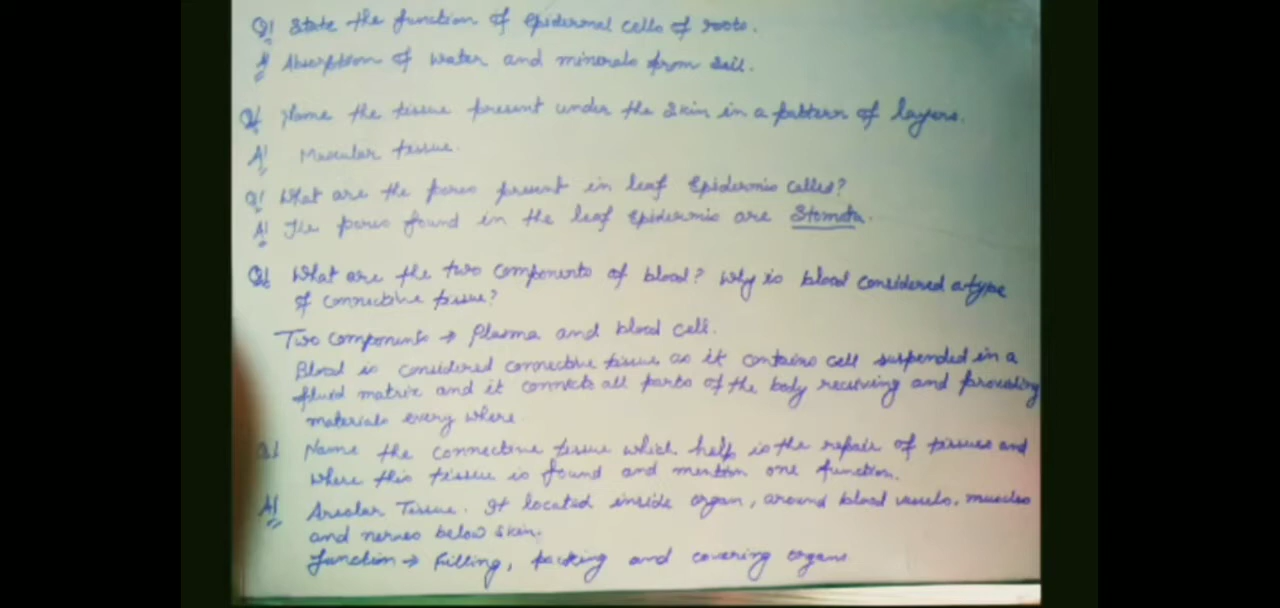 Q! State the function of Epidermal cells of roots.
A! Absorption of water and minerals from soil.
Q! Name the tissue present under the skin in a pattern of layers.
A! Muscular tissue.
Q! What are the pores present in leaf Epidermis called?
A! The pores found in the leaf epidermis are Stomata.
Q! What are the two components of blood? Why is blood considered a type
of connective tissue?
Two components → Plasma and blood cell.
Blood is considered connective tissue as it contains cell suspended in a
fluid matrix and it connects all parts of the body receiving and providing
materials every where.
Q! Name the connective tissue which help is the repair of tissues and
where this tissue is found and mention one function.
A! Areolar Tissue. It located inside organ, around blood vessels, muscles
and nerves below skin.
Function → Filling, packing and covering organs